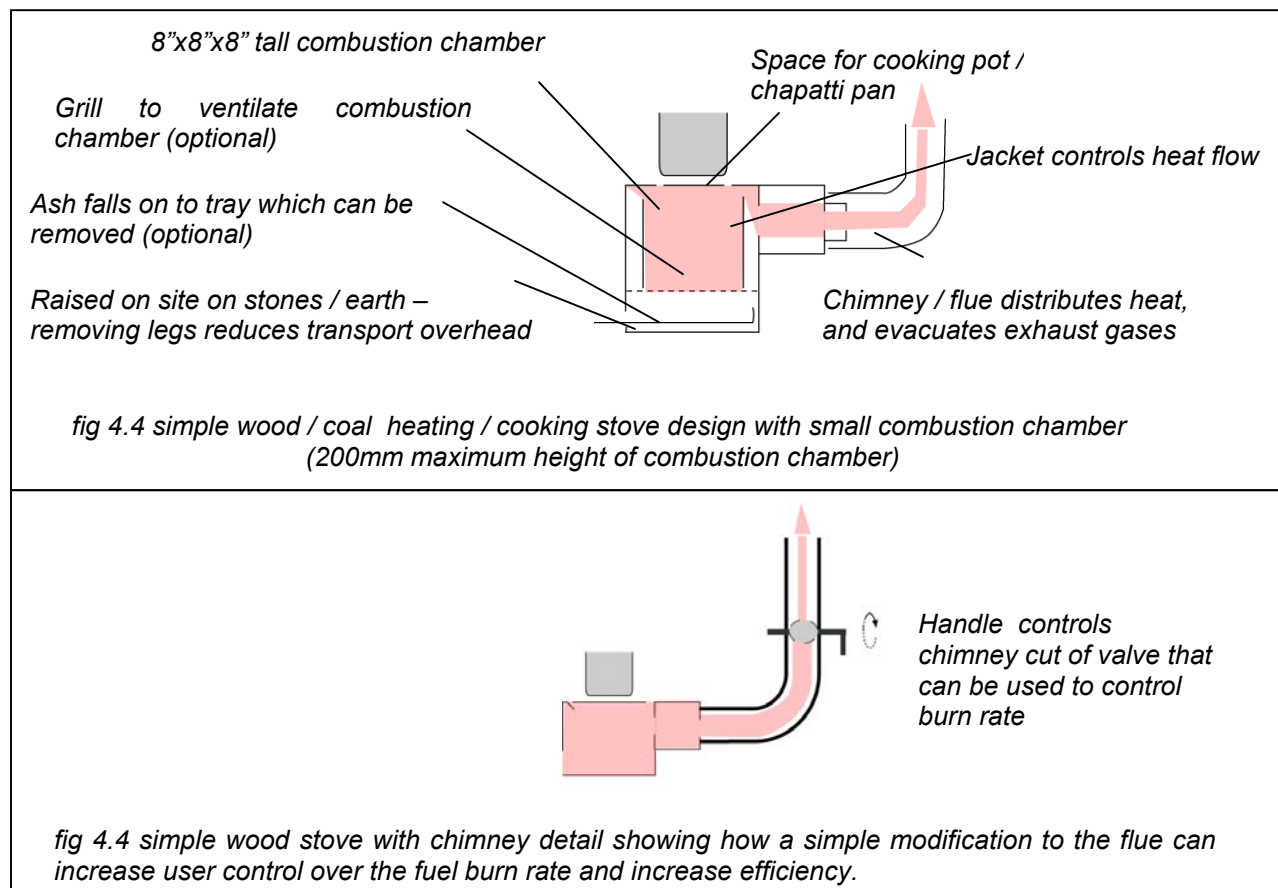 8”x8”x8” tall combustion chamber
Grill to ventilate combustion
chamber (optional)
Ash falls on to tray which can be
removed (optional)
Raised on site on stones / earth –
removing legs reduces transport overhead
Space for cooking pot /
chapatti pan
Jacket controls heat flow
Chimney / flue distributes heat,
and evacuates exhaust gases
fig 4.4 simple wood / coal heating / cooking stove design with small combustion chamber
(200mm maximum height of combustion chamber)
Handle controls
chimney cut of valve that
can be used to control
burn rate
fig 4.4 simple wood stove with chimney detail showing how a simple modification to the flue can
increase user control over the fuel burn rate and increase efficiency.